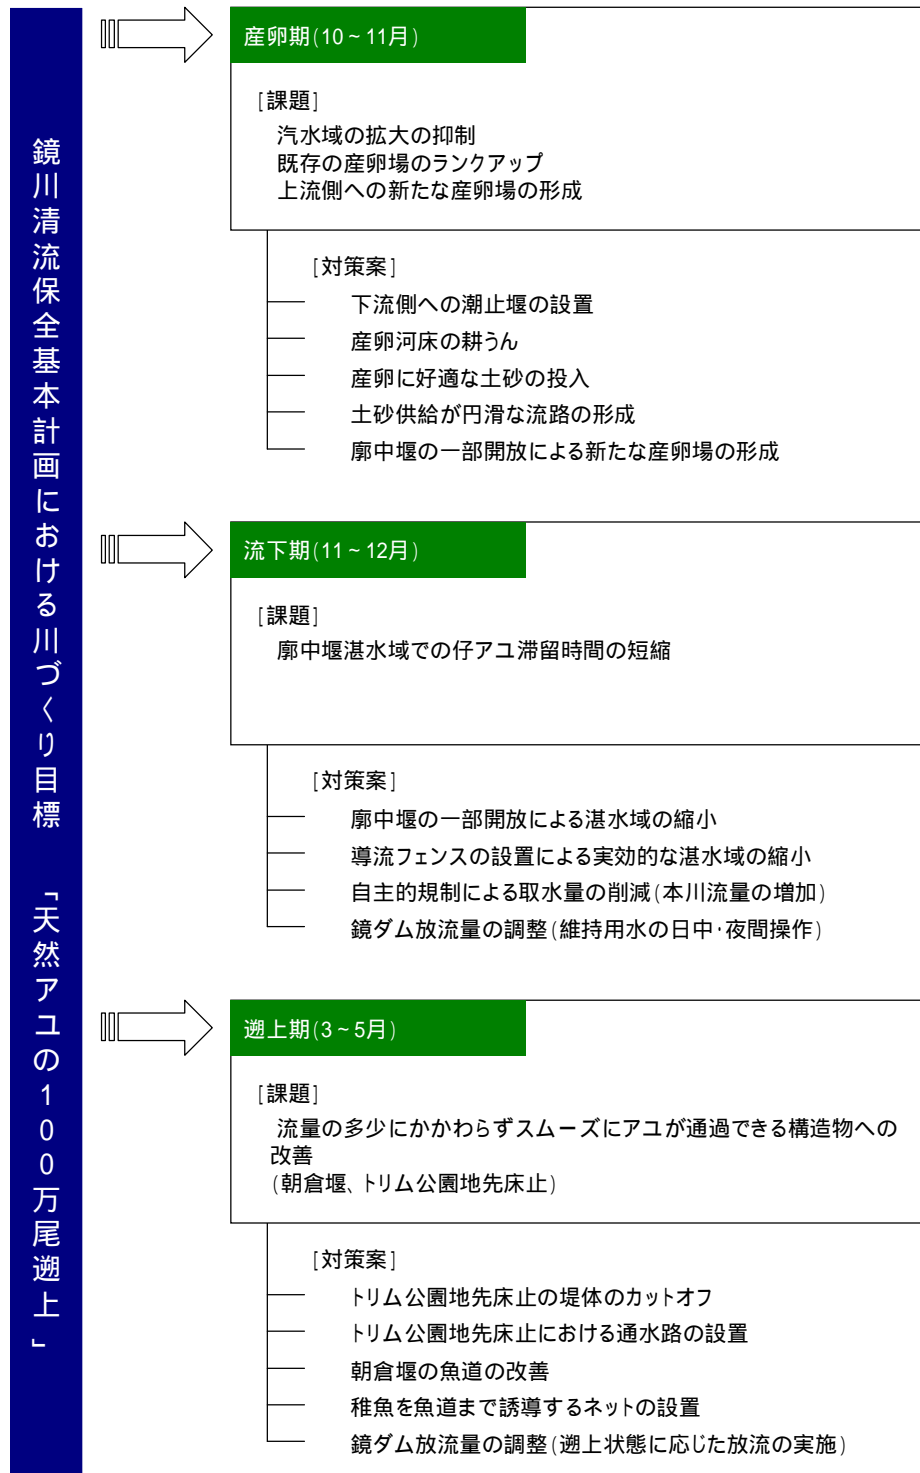 鏡川清流保全基本計画における川づくり目標 「天然アユの100万尾遡上」
産卵期(10～11月)
[課題]
汽水域の拡大の抑制
既存の産卵場のランクアップ
上流側への新たな産卵場の形成
[対策案]
下流側への潮止堰の設置
産卵河床の耕うん
産卵に好適な土砂の投入
土砂供給が円滑な流路の形成
廓中堰の一部開放による新たな産卵場の形成
流下期(11～12月)
[課題]
廓中堰湛水域での仔アユ滞留時間の短縮
[対策案]
廓中堰の一部開放による湛水域の縮小
導流フェンスの設置による実効的な湛水域の縮小
自主的規制による取水量の削減(本川流量の増加)
鏡ダム放流量の調整(維持用水の日中・夜間操作)
遡上期(3～5月)
[課題]
流量の多少にかかわらずスムーズにアユが通過できる構造物への
改善
(朝倉堰、トリム公園地先床止)
[対策案]
トリム公園地先床止の堤体のカットオフ
トリム公園地先床止における通水路の設置
朝倉堰の魚道の改善
稚魚を魚道まで誘導するネットの設置
鏡ダム放流量の調整(遡上状態に応じた放流の実施)